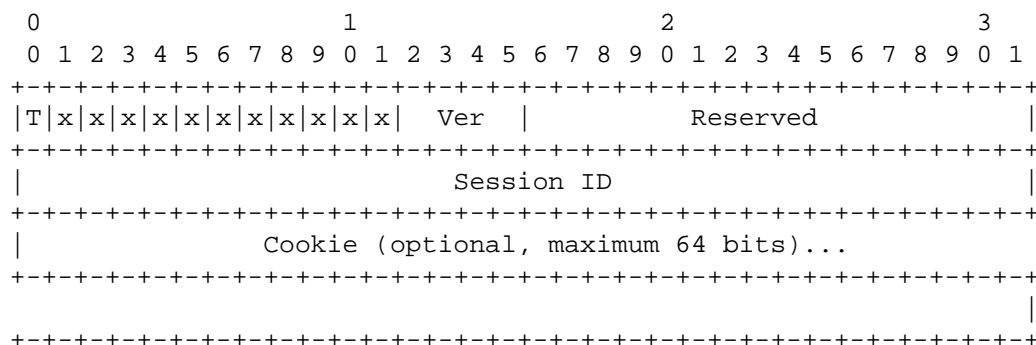 0                   1                   2                   3
 0 1 2 3 4 5 6 7 8 9 0 1 2 3 4 5 6 7 8 9 0 1 2 3 4 5 6 7 8 9 0 1
+-+-+-+-+-+-+-+-+-+-+-+-+-+-+-+-+-+-+-+-+-+-+-+-+-+-+-+-+-+-+-+-+
|T|x|x|x|x|x|x|x|x|x|x|x|  Ver  |          Reserved             |
+-+-+-+-+-+-+-+-+-+-+-+-+-+-+-+-+-+-+-+-+-+-+-+-+-+-+-+-+-+-+-+-+
|                           Session ID                          |
+-+-+-+-+-+-+-+-+-+-+-+-+-+-+-+-+-+-+-+-+-+-+-+-+-+-+-+-+-+-+-+-+
|               Cookie (optional, maximum 64 bits)...
+-+-+-+-+-+-+-+-+-+-+-+-+-+-+-+-+-+-+-+-+-+-+-+-+-+-+-+-+-+-+-+-+
                                                                |
+-+-+-+-+-+-+-+-+-+-+-+-+-+-+-+-+-+-+-+-+-+-+-+-+-+-+-+-+-+-+-+-+